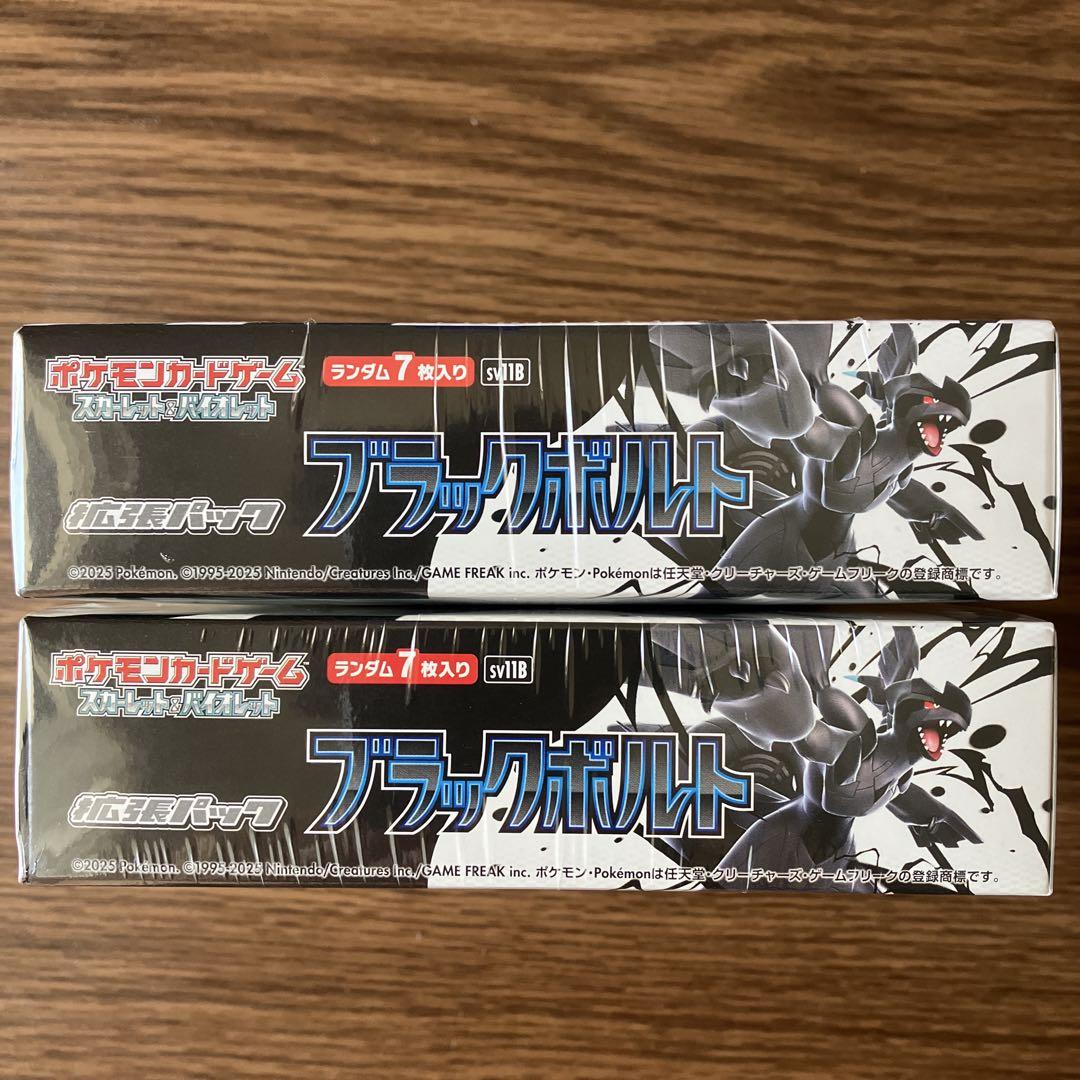 ポケモンカードゲーム
スカーレット&バイオレット
ランダム7枚入り SV11B
ブラックボルト
拡張パック
©2025 Pokémon. ©1995-2025 Nintendo/Creatures Inc./GAME FREAK inc. ポケモン・Pokémonは任天堂・クリーチャーズ・ゲームフリークの登録商標です。
ポケモンカードゲーム
スカーレット&バイオレット
ランダム7枚入り SV11B
ブラックボルト
拡張パック
©2025 Pokémon. ©1995-2025 Nintendo/Creatures Inc./GAME FREAK inc. ポケモン・Pokémonは任天堂・クリーチャーズ・ゲームフリークの登録商標です。